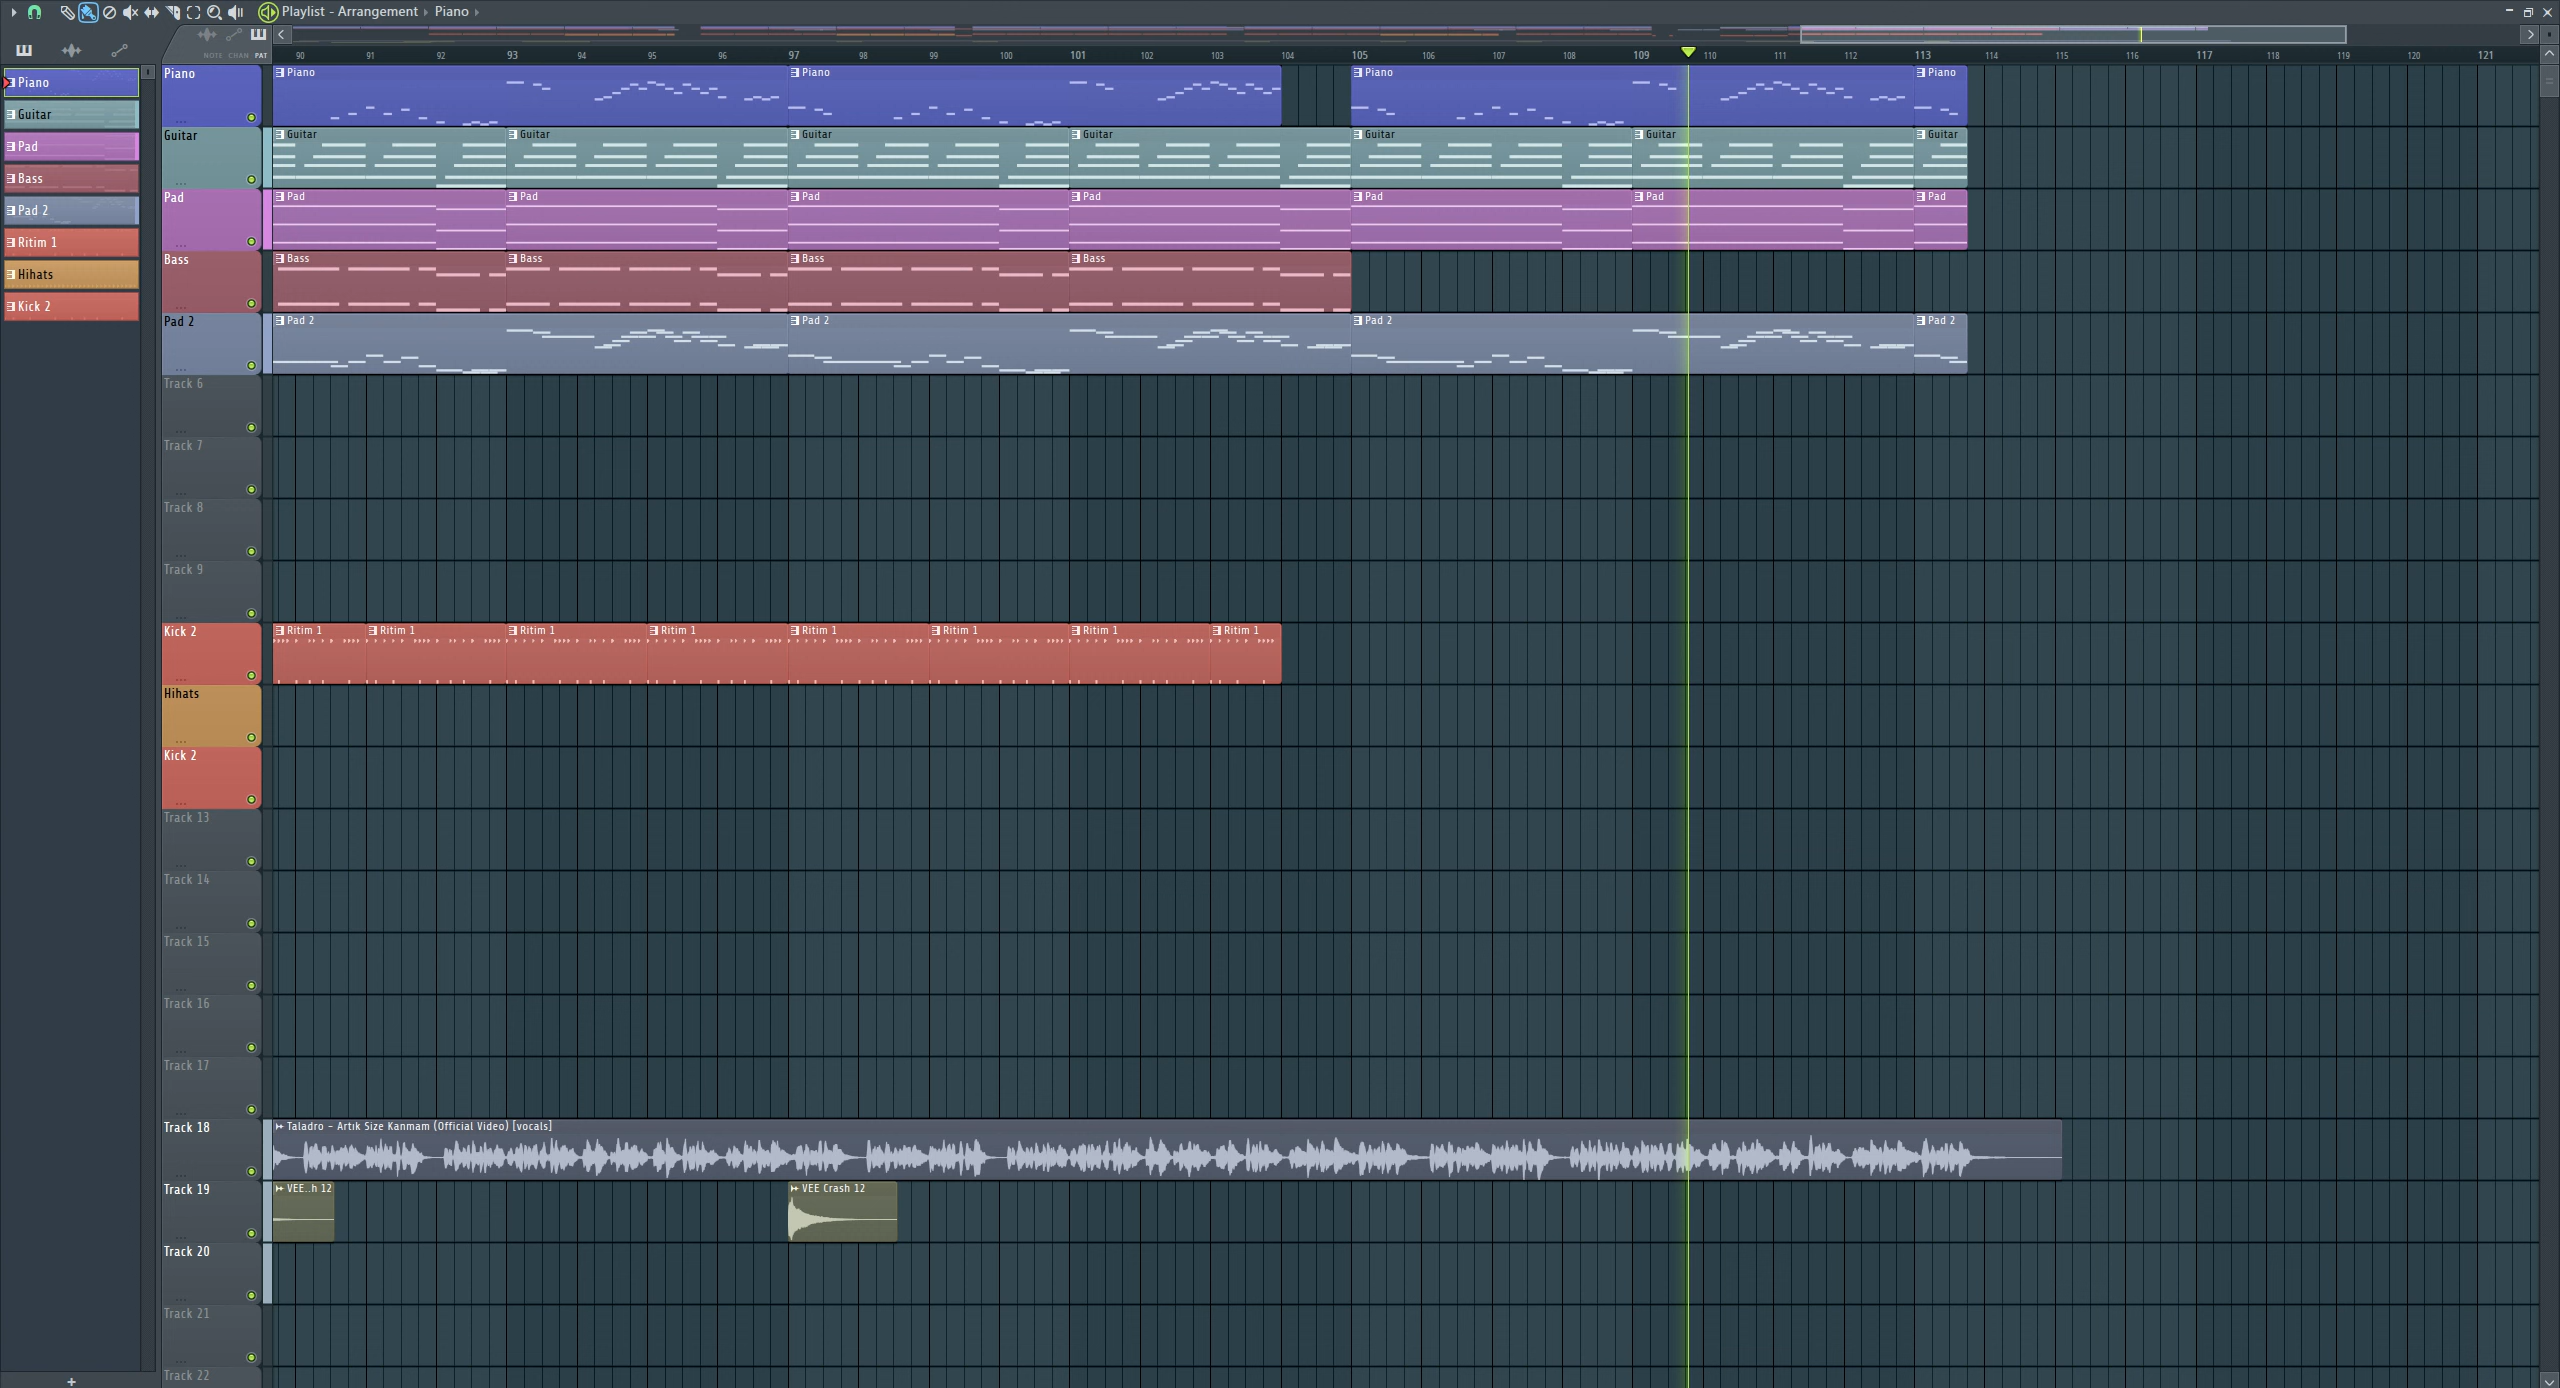 Playlist - Arrangement › Piano ›
NOTE CHAN PAT
90 91 92 93 94 95 96 97 98 99 100 101 102 103 104 105 106 107 108 109 110 111 112 113 114 115 116 117 118 119 120 121
Piano
Guitar
Pad
Bass
Pad 2
Ritim 1
Hihats
Kick 2
Piano Piano Piano Piano Piano
Guitar Guitar Guitar Guitar Guitar Guitar Guitar Guitar
Pad Pad Pad Pad Pad Pad Pad Pad
Bass Bass Bass Bass Bass
Pad 2 Pad 2 Pad 2 Pad 2 Pad 2
Track 6
Track 7
Track 8
Track 9
Kick 2 Ritim 1 Ritim 1 Ritim 1 Ritim 1 Ritim 1 Ritim 1 Ritim 1 Ritim 1
Hihats
Kick 2
Track 13
Track 14
Track 15
Track 16
Track 17
Track 18 Taladro - Artık Size Kanmam (Official Video) [vocals]
Track 19 VEE..h 12 VEE Crash 12
Track 20
Track 21
Track 22